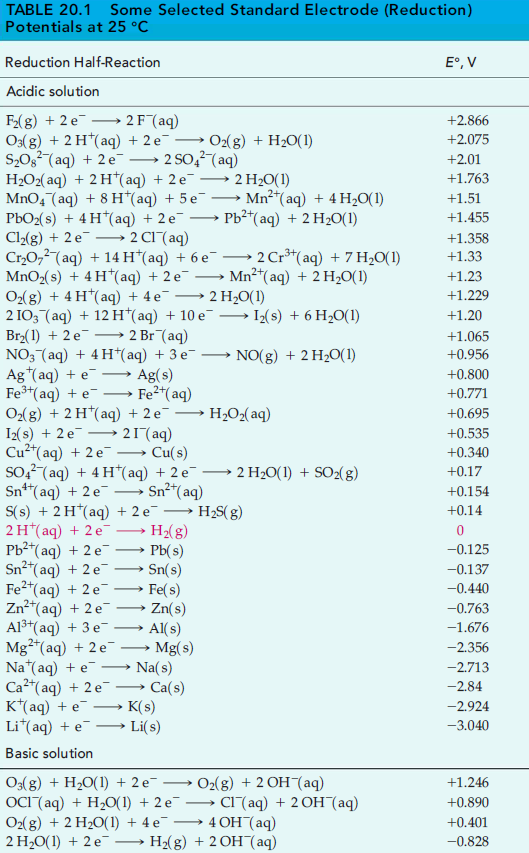 TABLE 20.1 Some Selected Standard Electrode (Reduction)
Potentials at 25 °C
Reduction Half-Reaction E°, V
Acidic solution
F₂(g) + 2 e⁻ ⟶ 2 F⁻(aq) +2.866
O₃(g) + 2 H⁺(aq) + 2 e⁻ ⟶ O₂(g) + H₂O(l) +2.075
S₂O₈²⁻(aq) + 2 e⁻ ⟶ 2 SO₄²⁻(aq) +2.01
H₂O₂(aq) + 2 H⁺(aq) + 2 e⁻ ⟶ 2 H₂O(l) +1.763
MnO₄⁻(aq) + 8 H⁺(aq) + 5 e⁻ ⟶ Mn²⁺(aq) + 4 H₂O(l) +1.51
PbO₂(s) + 4 H⁺(aq) + 2 e⁻ ⟶ Pb²⁺(aq) + 2 H₂O(l) +1.455
Cl₂(g) + 2 e⁻ ⟶ 2 Cl⁻(aq) +1.358
Cr₂O₇²⁻(aq) + 14 H⁺(aq) + 6 e⁻ ⟶ 2 Cr³⁺(aq) + 7 H₂O(l) +1.33
MnO₂(s) + 4 H⁺(aq) + 2 e⁻ ⟶ Mn²⁺(aq) + 2 H₂O(l) +1.23
O₂(g) + 4 H⁺(aq) + 4 e⁻ ⟶ 2 H₂O(l) +1.229
2 IO₃⁻(aq) + 12 H⁺(aq) + 10 e⁻ ⟶ I₂(s) + 6 H₂O(l) +1.20
Br₂(l) + 2 e⁻ ⟶ 2 Br⁻(aq) +1.065
NO₃⁻(aq) + 4 H⁺(aq) + 3 e⁻ ⟶ NO(g) + 2 H₂O(l) +0.956
Ag⁺(aq) + e⁻ ⟶ Ag(s) +0.800
Fe³⁺(aq) + e⁻ ⟶ Fe²⁺(aq) +0.771
O₂(g) + 2 H⁺(aq) + 2 e⁻ ⟶ H₂O₂(aq) +0.695
I₂(s) + 2 e⁻ ⟶ 2 I⁻(aq) +0.535
Cu²⁺(aq) + 2 e⁻ ⟶ Cu(s) +0.340
SO₄²⁻(aq) + 4 H⁺(aq) + 2 e⁻ ⟶ 2 H₂O(l) + SO₂(g) +0.17
Sn⁴⁺(aq) + 2 e⁻ ⟶ Sn²⁺(aq) +0.154
S(s) + 2 H⁺(aq) + 2 e⁻ ⟶ H₂S(g) +0.14
2 H⁺(aq) + 2 e⁻ ⟶ H₂(g) 0
Pb²⁺(aq) + 2 e⁻ ⟶ Pb(s) −0.125
Sn²⁺(aq) + 2 e⁻ ⟶ Sn(s) −0.137
Fe²⁺(aq) + 2 e⁻ ⟶ Fe(s) −0.440
Zn²⁺(aq) + 2 e⁻ ⟶ Zn(s) −0.763
Al³⁺(aq) + 3 e⁻ ⟶ Al(s) −1.676
Mg²⁺(aq) + 2 e⁻ ⟶ Mg(s) −2.356
Na⁺(aq) + e⁻ ⟶ Na(s) −2.713
Ca²⁺(aq) + 2 e⁻ ⟶ Ca(s) −2.84
K⁺(aq) + e⁻ ⟶ K(s) −2.924
Li⁺(aq) + e⁻ ⟶ Li(s) −3.040
Basic solution
O₃(g) + H₂O(l) + 2 e⁻ ⟶ O₂(g) + 2 OH⁻(aq) +1.246
OCl⁻(aq) + H₂O(l) + 2 e⁻ ⟶ Cl⁻(aq) + 2 OH⁻(aq) +0.890
O₂(g) + 2 H₂O(l) + 4 e⁻ ⟶ 4 OH⁻(aq) +0.401
2 H₂O(l) + 2 e⁻ ⟶ H₂(g) + 2 OH⁻(aq) −0.828